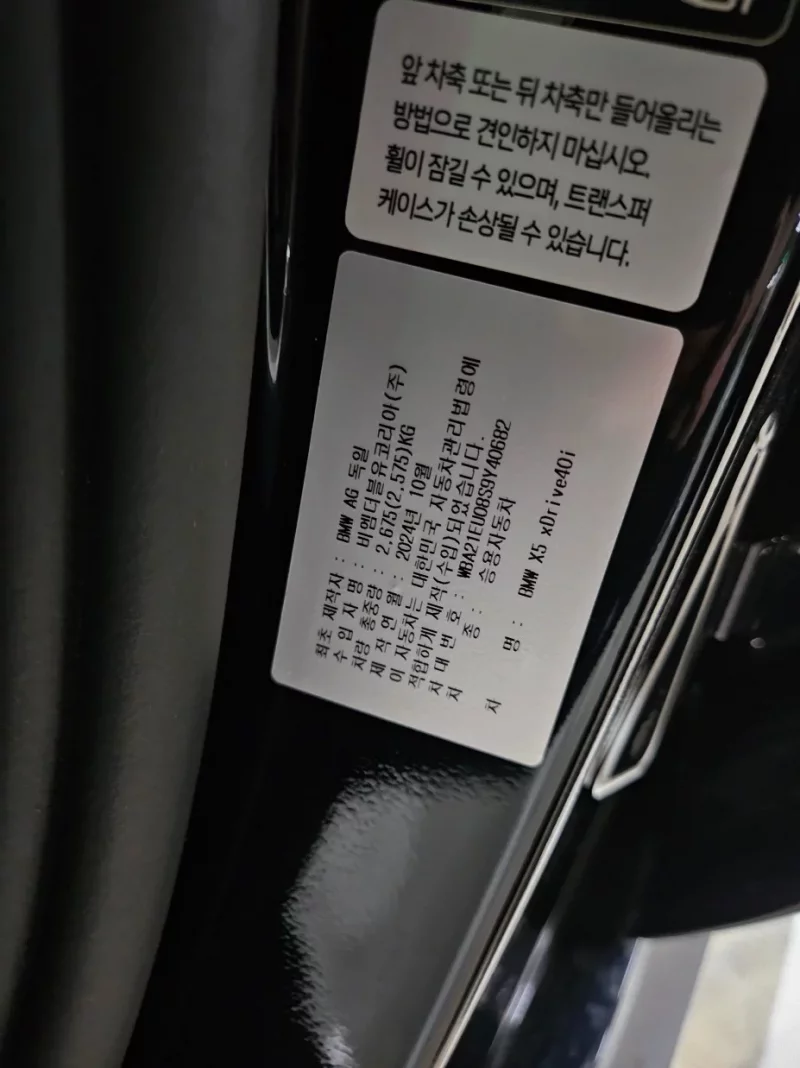 앞 차축 또는 뒤 차축만 들어올리는
방법으로 견인하지 마십시오.
휠이 잠길 수 있으며, 트랜스퍼
케이스가 손상될 수 있습니다.
최초 제작자 : BMW AG 독일
수 입 자 명 : 비엠더블유코리아(주)
차량 총중량 : 2.675(2.575)KG
제 작 연 월 : 2024년 10월
이 자동차는 대한민국 자동차관리법령에
적합하게 제작(수입)되었습니다.
차 대 번 호 : WBA21EU08S9Y40682
차 종 : 승용자동차
차 명 : BMW X5 xDrive40i